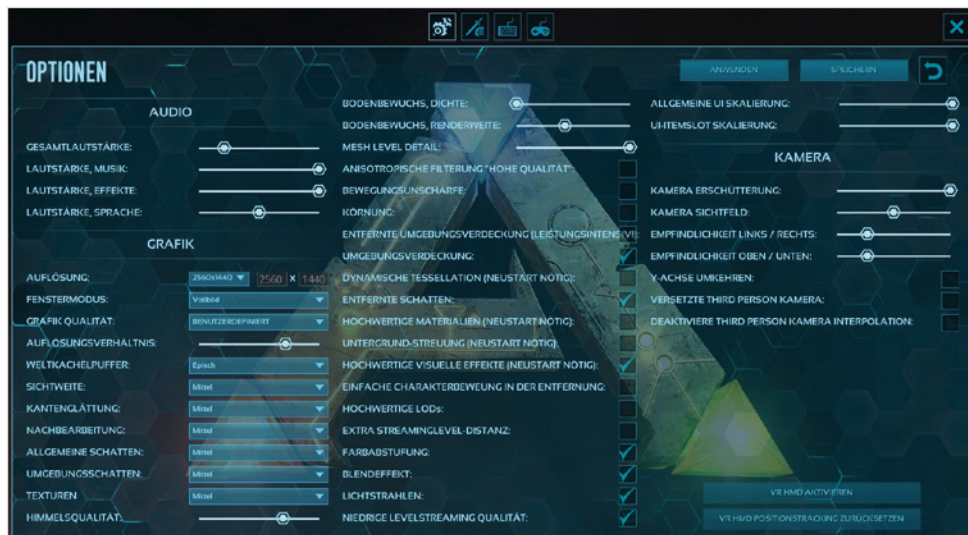 OPTIONEN
ANWENDEN
SPEICHERN
AUDIO
GESAMTLAUTSTÄRKE:
LAUTSTÄRKE, MUSIK:
LAUTSTÄRKE, EFFEKTE:
LAUTSTÄRKE, SPRACHE:
GRAFIK
AUFLÖSUNG: 2560x1440 2560 X 1440
FENSTERMODUS: Vollbild
GRAFIK QUALITÄT: BENUTZERDEFINIERT
AUFLÖSUNGSVERHÄLTNIS:
WELTKACHELPUFFER: Episch
SICHTWEITE: Mittel
KANTENGLÄTTUNG: Mittel
NACHBEARBEITUNG: Mittel
ALLGEMEINE SCHATTEN: Mittel
UMGEBUNGSSCHATTEN: Mittel
TEXTUREN Mittel
HIMMELSQUALITÄT:
BODENBEWUCHS, DICHTE:
BODENBEWUCHS, RENDERWEITE:
MESH LEVEL DETAIL:
ANISOTROPISCHE FILTERUNG "HOHE QUALITÄT":
BEWEGUNGSUNSCHÄRFE:
KÖRNUNG:
ENTFERNTE UMGEBUNGSVERDECKUNG (LEISTUNGSINTENSIV!):
UMGEBUNGSVERDECKUNG:
DYNAMISCHE TESSELLATION (NEUSTART NÖTIG):
ENTFERNTE SCHATTEN:
HOCHWERTIGE MATERIALIEN (NEUSTART NÖTIG):
UNTERGRUND-STREUUNG (NEUSTART NÖTIG):
HOCHWERTIGE VISUELLE EFFEKTE (NEUSTART NÖTIG):
EINFACHE CHARAKTERBEWEUNG IN DER ENTFERNUNG:
HOCHWERTIGE LODs:
EXTRA STREAMINGLEVEL-DISTANZ:
FARBABSTUFUNG:
BLENDEFFEKT:
LICHTSTRAHLEN:
NIEDRIGE LEVELSTREAMING QUALITÄT:
ALLGEMEINE UI SKALIERUNG:
UI-ITEMSLOT SKALIERUNG:
KAMERA
KAMERA ERSCHÜTTERUNG:
KAMERA SICHTFELD:
EMPFINDLICHKEIT LINKS / RECHTS:
EMPFINDLICHKEIT OBEN / UNTEN:
Y-ACHSE UMKEHREN:
VERSETZTE THIRD PERSON KAMERA:
DEAKTIVIERE THIRD PERSON KAMERA INTERPOLATION:
VR HMD AKTIVIEREN
VR HMD POSITIONSTRACKING ZURÜCKSETZEN